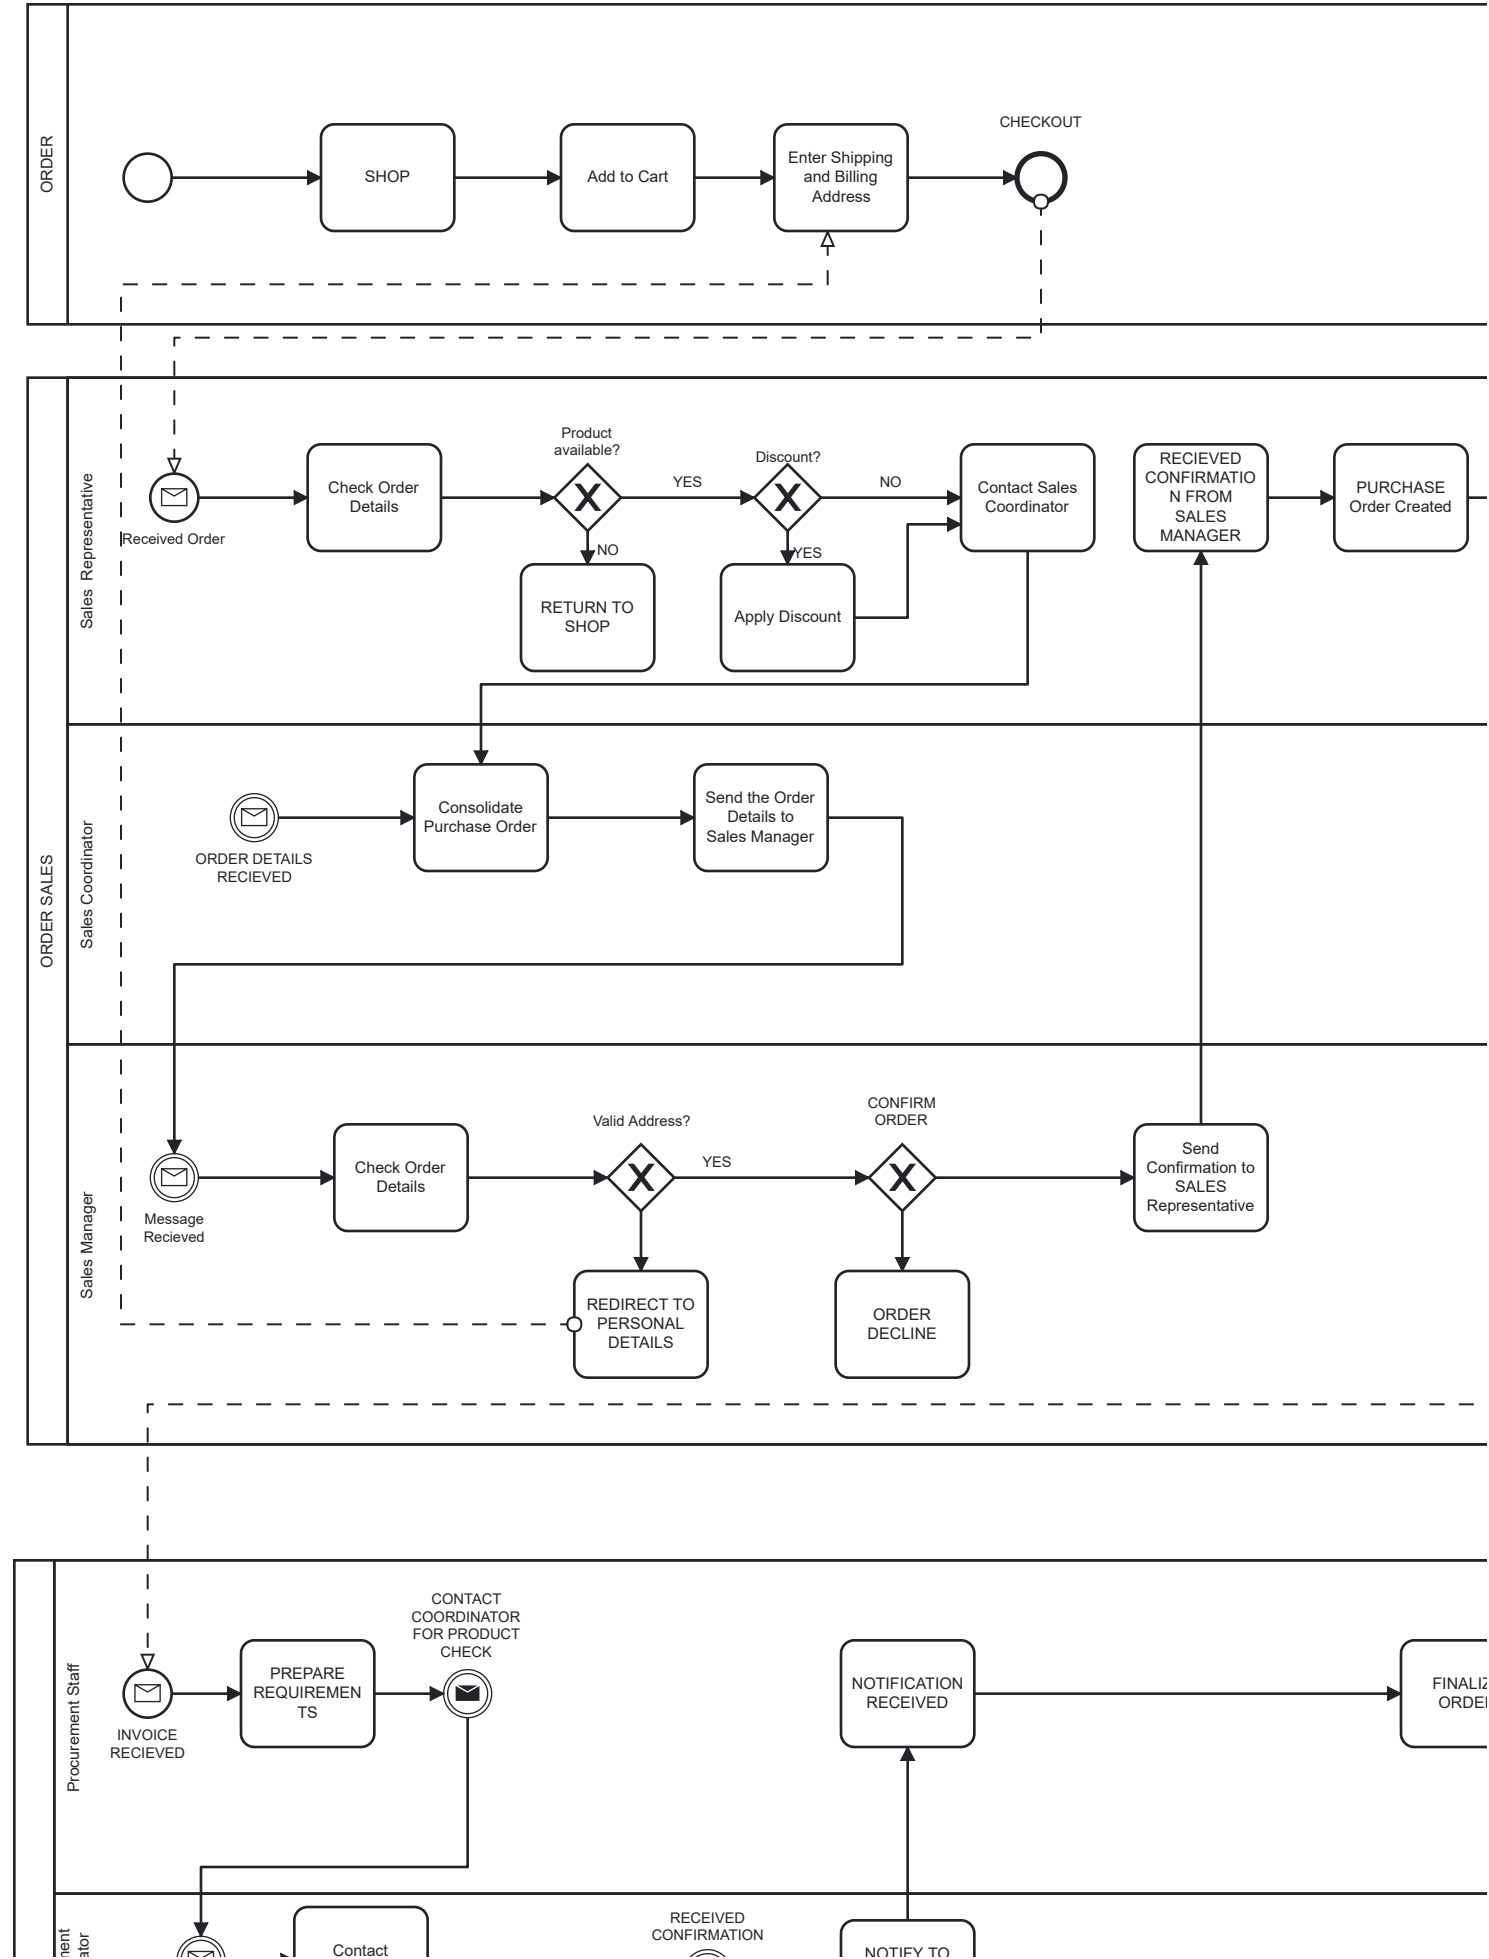 CHECKOUT
ORDER
SHOP
Add to Cart
Enter Shipping
and Billing
Address
ORDER SALES
Sales  Representative
Received Order
Check Order
Details
Product
available?
YES
NO
RETURN TO
SHOP
Discount?
NO
YES
Apply Discount
Contact Sales
Coordinator
RECIEVED
CONFIRMATIO
N FROM
SALES
MANAGER
PURCHASE
Order Created
Sales Coordinator
ORDER DETAILS
RECIEVED
Consolidate
Purchase Order
Send the Order
Details to
Sales Manager
Sales Manager
Message
Recieved
Check Order
Details
Valid Address?
YES
REDIRECT TO
PERSONAL
DETAILS
CONFIRM
ORDER
ORDER
DECLINE
Send
Confirmation to
SALES
Representative
Procurement Staff
INVOICE
RECIEVED
PREPARE
REQUIREMEN
TS
CONTACT
COORDINATOR
FOR PRODUCT
CHECK
NOTIFICATION
RECEIVED
Contact
RECEIVED
CONFIRMATION
NOTIFY TO